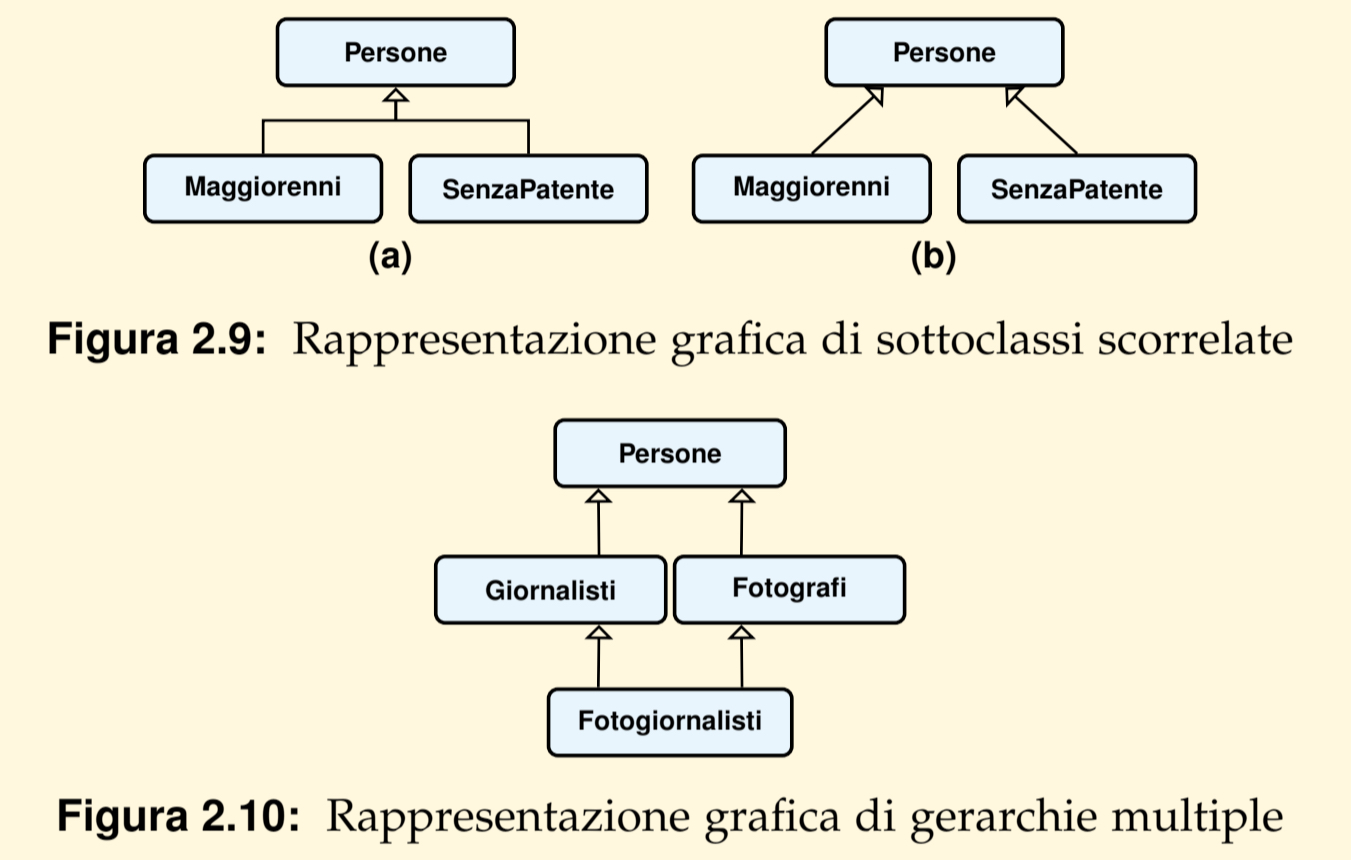 Persone
Persone
Maggiorenni
SenzaPatente
Maggiorenni
SenzaPatente
(a)
(b)
Figura 2.9: Rappresentazione grafica di sottoclassi scorrelate
Persone
Giornalisti
Fotografi
Fotogiornalisti
Figura 2.10: Rappresentazione grafica di gerarchie multiple